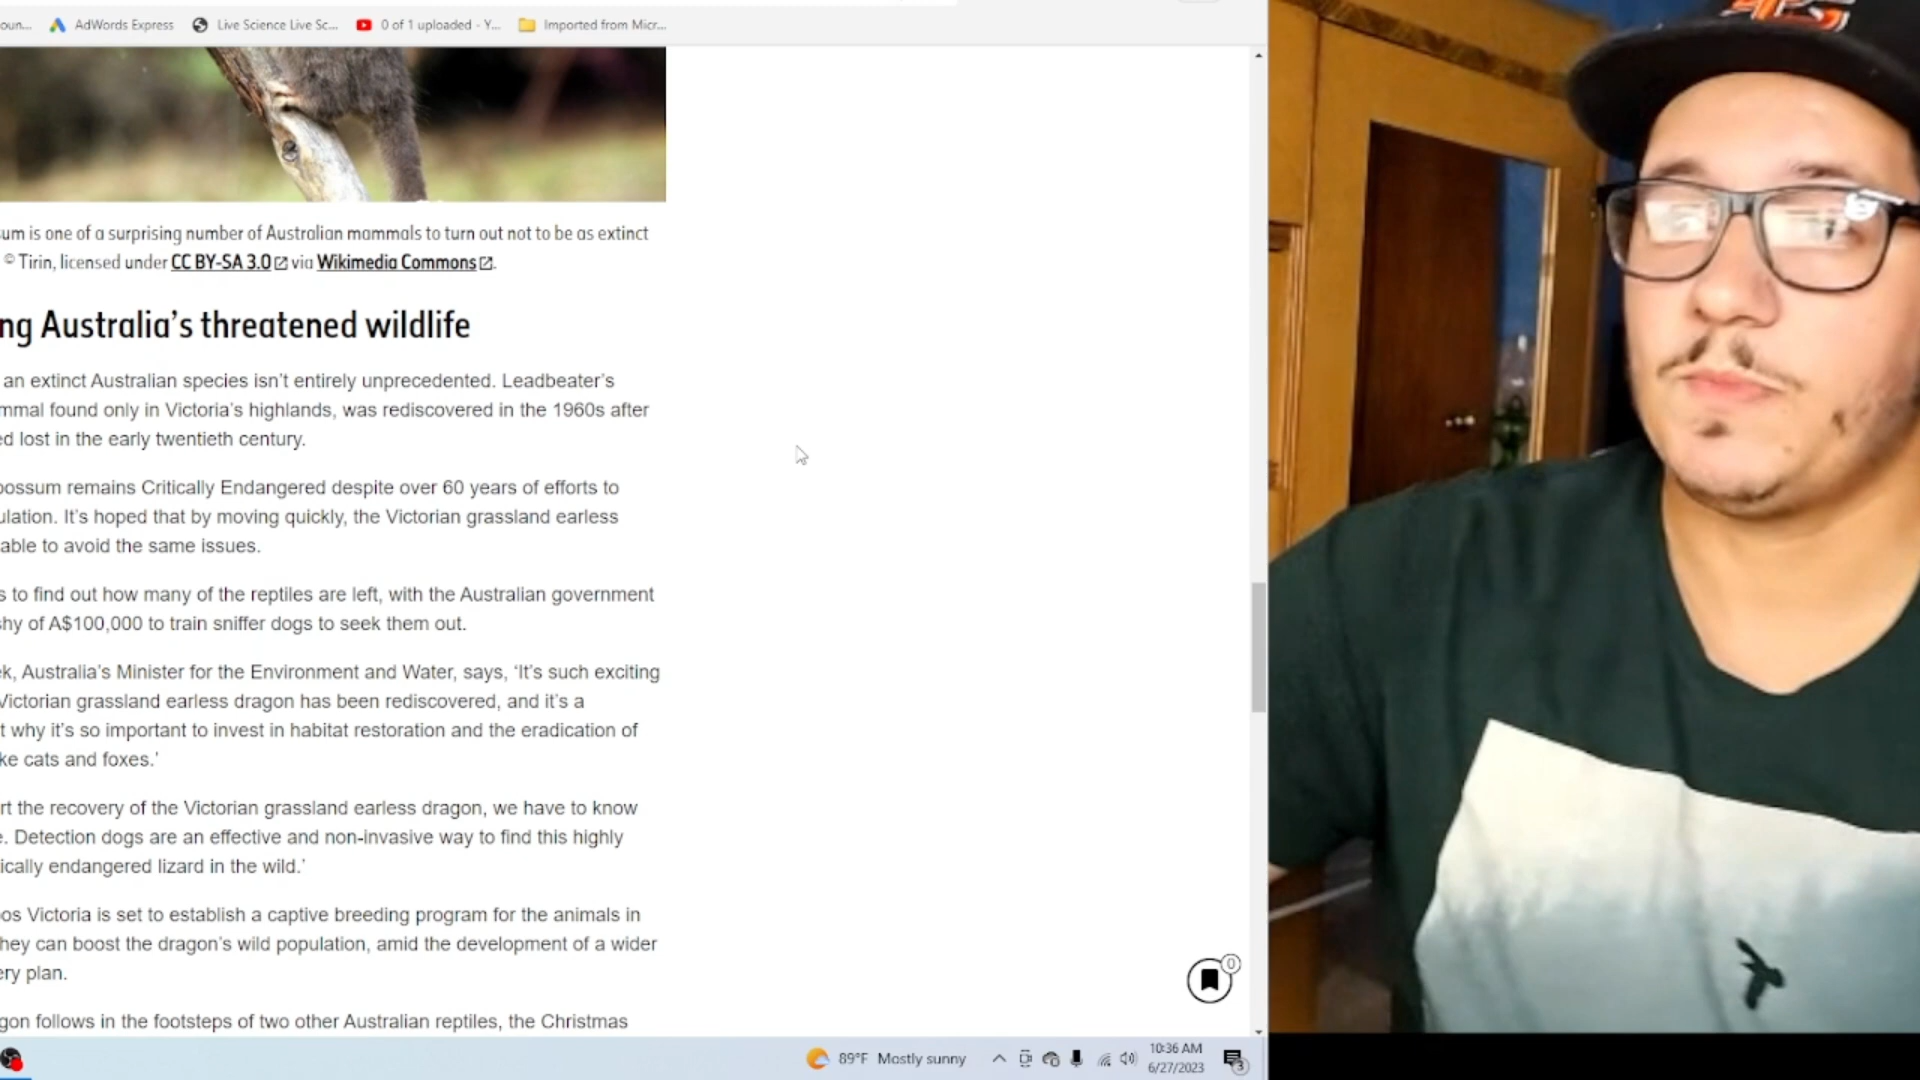 oun... AdWords Express Live Science Live Sc... 0 of 1 uploaded - Y... Imported from Micr...
sum is one of a surprising number of Australian mammals to turn out not to be as extinct
© Tirin, licensed under CC BY-SA 3.0 via Wikimedia Commons.
ng Australia's threatened wildlife
an extinct Australian species isn't entirely unprecedented. Leadbeater's
mmal found only in Victoria's highlands, was rediscovered in the 1960s after
ed lost in the early twentieth century.
possum remains Critically Endangered despite over 60 years of efforts to
ulation. It's hoped that by moving quickly, the Victorian grassland earless
able to avoid the same issues.
s to find out how many of the reptiles are left, with the Australian government
shy of A$100,000 to train sniffer dogs to seek them out.
ek, Australia's Minister for the Environment and Water, says, 'It's such exciting
Victorian grassland earless dragon has been rediscovered, and it's a
t why it's so important to invest in habitat restoration and the eradication of
ke cats and foxes.'
rt the recovery of the Victorian grassland earless dragon, we have to know
e. Detection dogs are an effective and non-invasive way to find this highly
ically endangered lizard in the wild.'
oos Victoria is set to establish a captive breeding program for the animals in
they can boost the dragon's wild population, amid the development of a wider
ery plan.
gon follows in the footsteps of two other Australian reptiles, the Christmas
0
89°F Mostly sunny
10:36 AM
6/27/2023
3